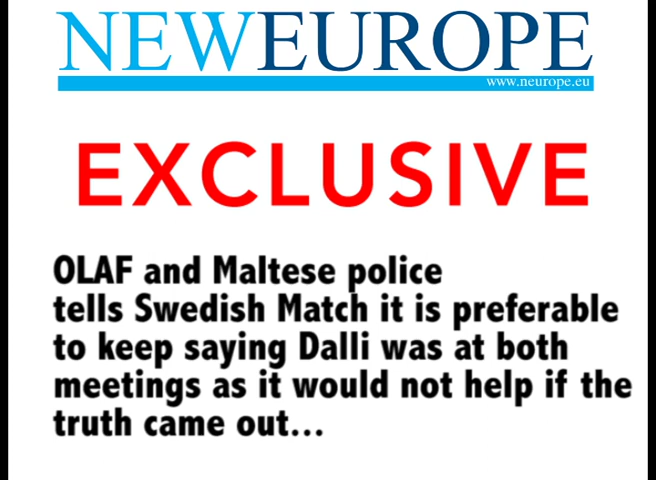 NEWEUROPE
www.neurope.eu
EXCLUSIVE
OLAF and Maltese police
tells Swedish Match it is preferable
to keep saying Dalli was at both
meetings as it would not help if the
truth came out...